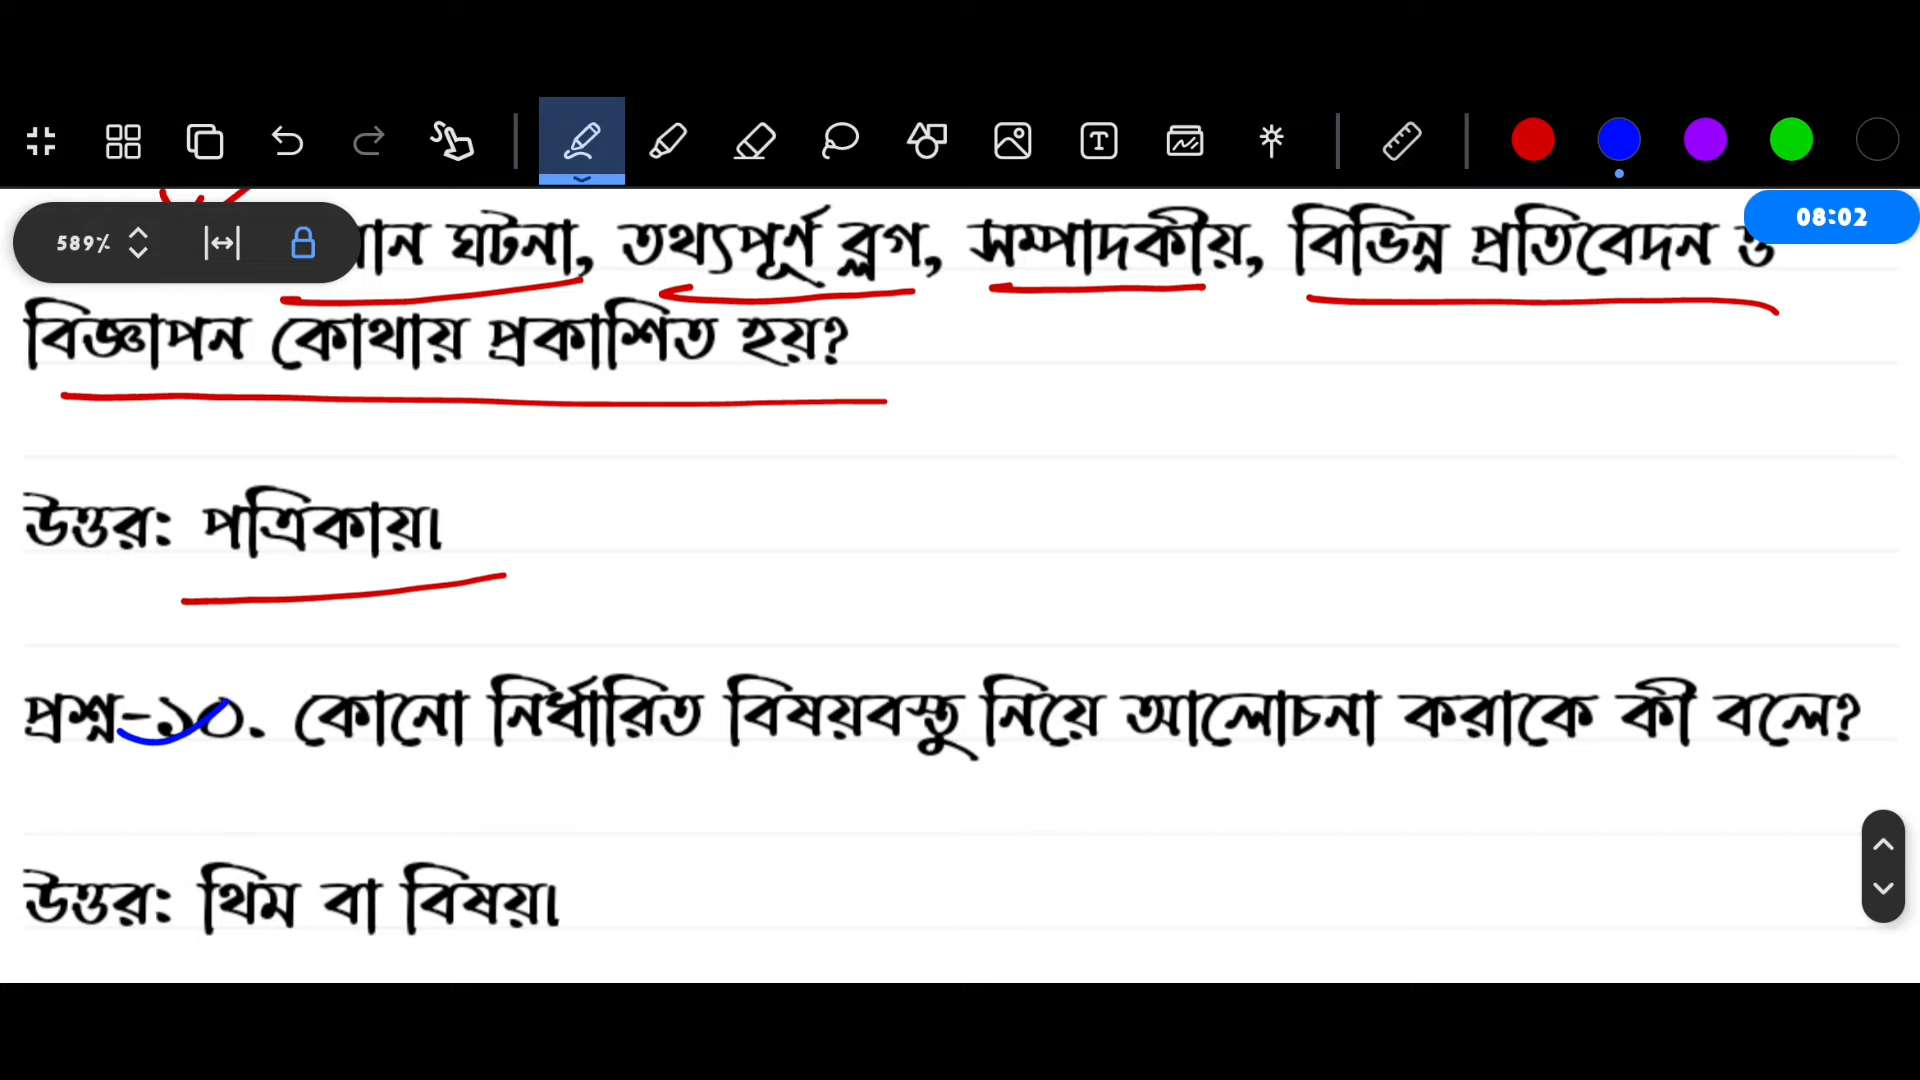 08:02
589%
ঘটনা, তথ্যপূর্ণ ব্লগ, সম্পাদকীয়, বিভিন্ন প্রতিবেদন ও
বিজ্ঞাপন কোথায় প্রকাশিত হয়?
উত্তর: পত্রিকায়।
প্রশ্ন-১০. কোনো নির্ধারিত বিষয়বস্তু নিয়ে আলোচনা করাকে কী বলে?
উত্তর: থিম বা বিষয়।